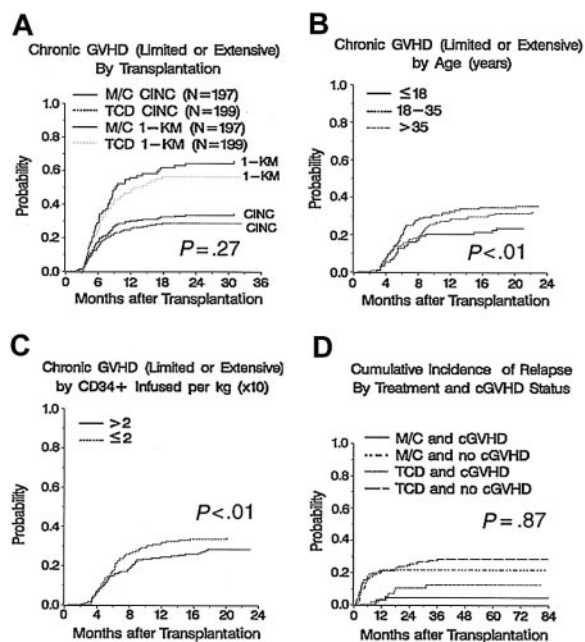 A
Chronic GVHD (Limited or Extensive)
By Transplantation
M/C CINC (N=197)
TCD CINC (N=199)
M/C 1-KM (N=197)
TCD 1-KM (N=199)
1.0
0.8
0.6
0.4
0.2
0.0
Probability
1-KM
1-KM
CINC
CINC
P=.27
0 6 12 18 24 30 36
Months after Transplantation
B
Chronic GVHD (Limited or Extensive)
by Age (years)
≤18
18-35
>35
1.0
0.8
0.6
0.4
0.2
0.0
Probability
P<.01
0 4 8 12 16 20 24
Months after Transplantation
C
Chronic GVHD (Limited or Extensive)
by CD34+ Infused per kg (x10)
>2
≤2
1.0
0.8
0.6
0.4
0.2
0.0
Probability
P<.01
0 4 8 12 16 20 24
Months after Transplantation
D
Cumulative Incidence of Relapse
By Treatment and cGVHD Status
M/C and cGVHD
M/C and no cGVHD
TCD and cGVHD
TCD and no cGVHD
1.0
0.8
0.6
0.4
0.2
0.0
Probability
P=.87
0 12 24 36 48 60 72 84
Months after Transplantation